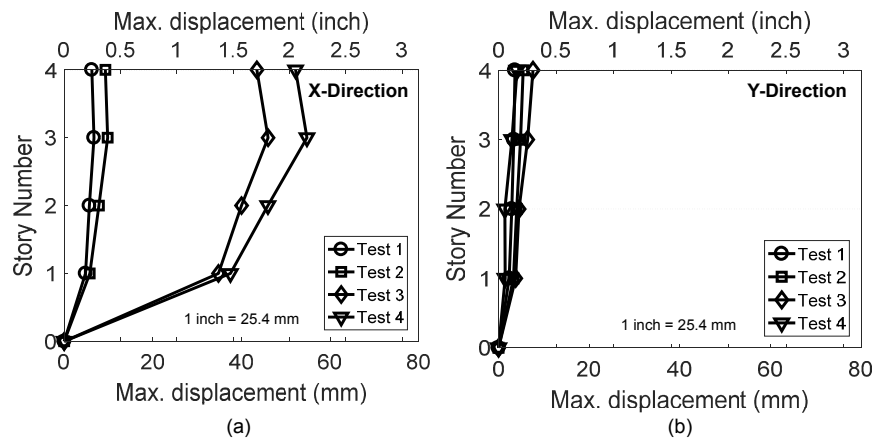 Max. displacement (inch)
0 0.5 1 1.5 2 2.5 3
4
3
2
1
0
Story Number
X-Direction
Test 1
Test 2
Test 3
Test 4
1 inch = 25.4 mm
0 20 40 60 80
Max. displacement (mm)
(a)
Max. displacement (inch)
0 0.5 1 1.5 2 2.5 3
4
3
2
1
0
Story Number
Y-Direction
Test 1
Test 2
Test 3
Test 4
1 inch = 25.4 mm
0 20 40 60 80
Max. displacement (mm)
(b)